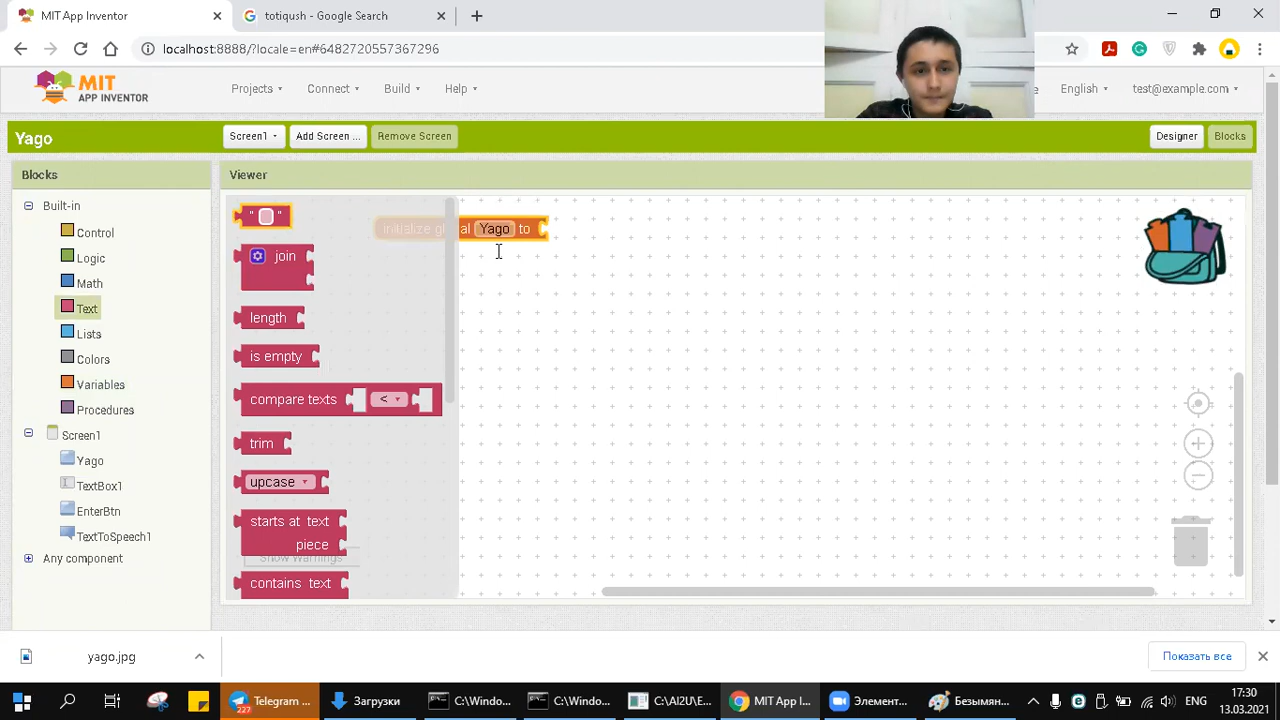 MIT App Inventor
totiqush - Google Search
localhost:8888/?locale=en#6482720557367296
MIT
APP INVENTOR
Projects
Connect
Build
Help
English
test@example.com
Yago
Screen1
Add Screen ...
Remove Screen
Designer
Blocks
Blocks
Viewer
Built-in
Control
Logic
Math
Text
Lists
Colors
Variables
Procedures
Screen1
Yago
TextBox1
EnterBtn
TextToSpeech1
Any component
" "
initialize global Yago to
join
length
is empty
compare texts <
trim
upcase
starts at text
piece
Show Warnings
contains text
yago.jpg
Показать все
Telegram ...
227
Загрузки
C:\Windo...
C:\Windo...
C:\AI2U\E...
MIT App I...
Элемент...
Безымян...
ENG
17:30
13.03.2021